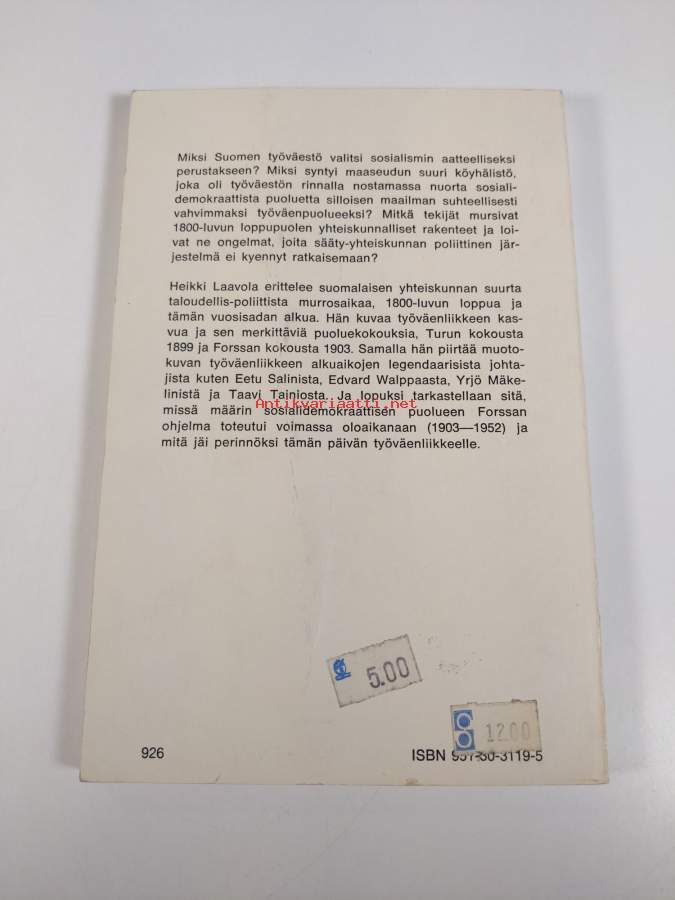 Miksi Suomen työväestö valitsi sosialismin aatteelliseksi
perustakseen? Miksi syntyi maaseudun suuri köyhälistö,
joka oli työväestön rinnalla nostamassa nuorta sosiali-
demokraattista puoluetta silloisen maailman suhteellisesti
vahvimmaksi työväenpuolueeksi? Mitkä tekijät mursivat
1800-luvun loppupuolen yhteiskunnalliset rakenteet ja loi-
vat ne ongelmat, joita sääty-yhteiskunnan poliittinen jär-
jestelmä ei kyennyt ratkaisemaan?
Heikki Laavola erittelee suomalaisen yhteiskunnan suurta
taloudellis-poliittista murrosaikaa, 1800-luvun loppua ja
tämän vuosisadan alkua. Hän kuvaa työväenliikkeen kas-
vua ja sen merkittäviä puoluekokouksia, Turun kokousta
1899 ja Forssan kokousta 1903. Samalla hän piirtää muoto-
kuvan työväenliikkeen alkuaikojen legendaarisista johta-
jista kuten Eetu Salinista, Edvard Walppaasta, Yrjö Mäke-
linistä ja Taavi Tainiosta. Ja lopuksi tarkastellaan sitä,
Antikvariaatti.net
missä määrin sosialidemokraattisen puolueen Forssan
ohjelma toteutui voimassa oloaikanaan (1903—1952) ja
mitä jäi perinnöksi tämän päivän työväenliikkeelle.
5.00
12.00
926
ISBN 951-30-3119-5